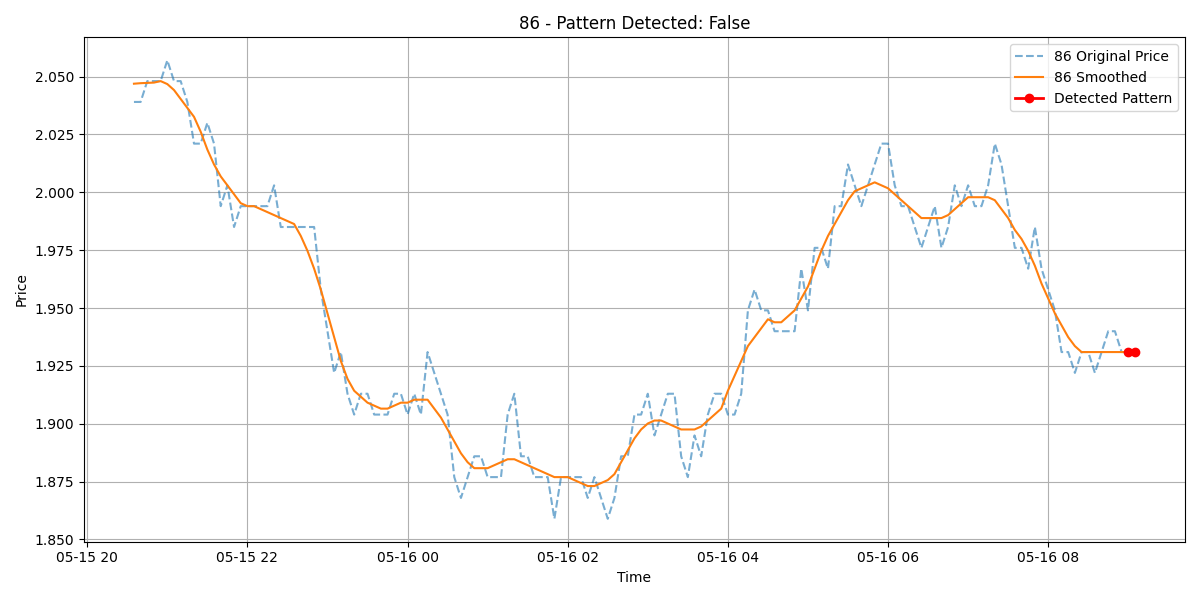 86 - Pattern Detected: False
86 Original Price
86 Smoothed
Detected Pattern
Price
2.050
2.025
2.000
1.975
1.950
1.925
1.900
1.875
1.850
05-15 20
05-15 22
05-16 00
05-16 02
05-16 04
05-16 06
05-16 08
Time